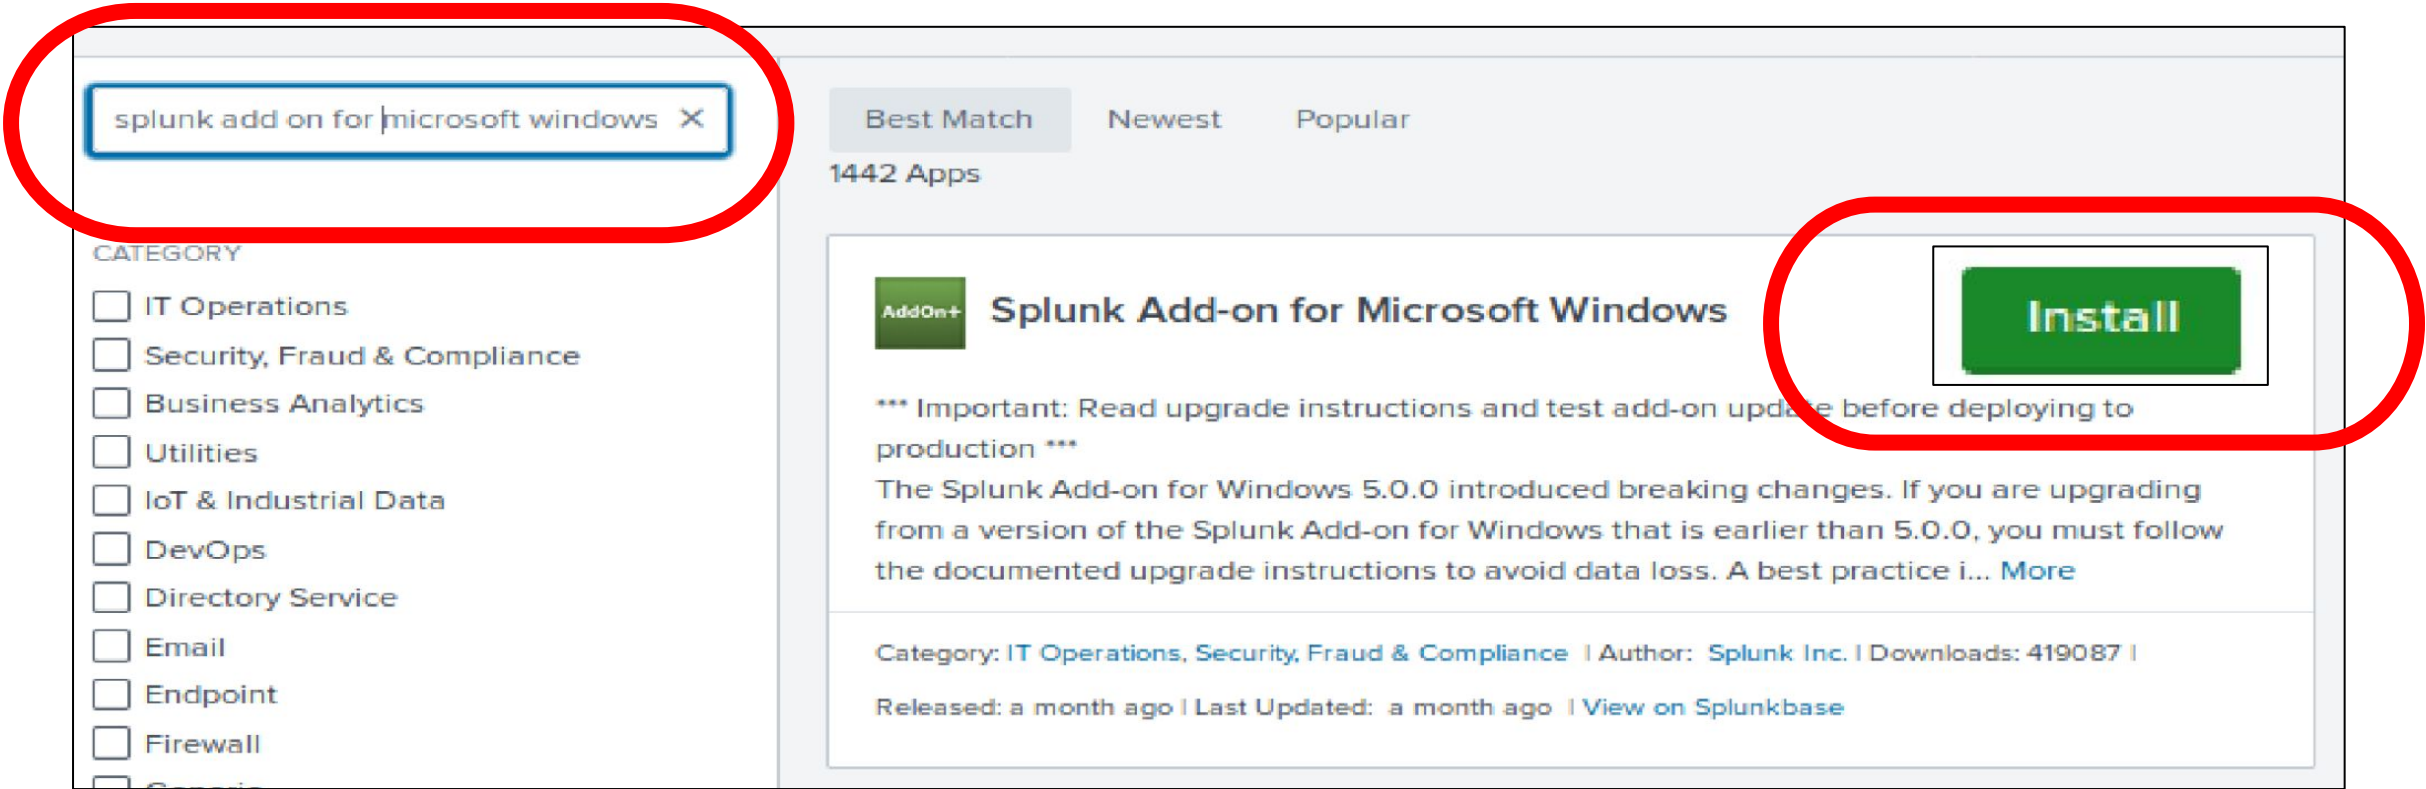 splunk add on for microsoft windows
CATEGORY
IT Operations
Security, Fraud & Compliance
Business Analytics
Utilities
IoT & Industrial Data
DevOps
Directory Service
Email
Endpoint
Firewall
Best Match Newest Popular
1442 Apps
AddOn+
Splunk Add-on for Microsoft Windows
Install
*** Important: Read upgrade instructions and test add-on update before deploying to
production ***
The Splunk Add-on for Windows 5.0.0 introduced breaking changes. If you are upgrading
from a version of the Splunk Add-on for Windows that is earlier than 5.0.0, you must follow
the documented upgrade instructions to avoid data loss. A best practice i... More
Category: IT Operations, Security, Fraud & Compliance | Author: Splunk Inc. | Downloads: 419087 |
Released: a month ago | Last Updated: a month ago | View on Splunkbase